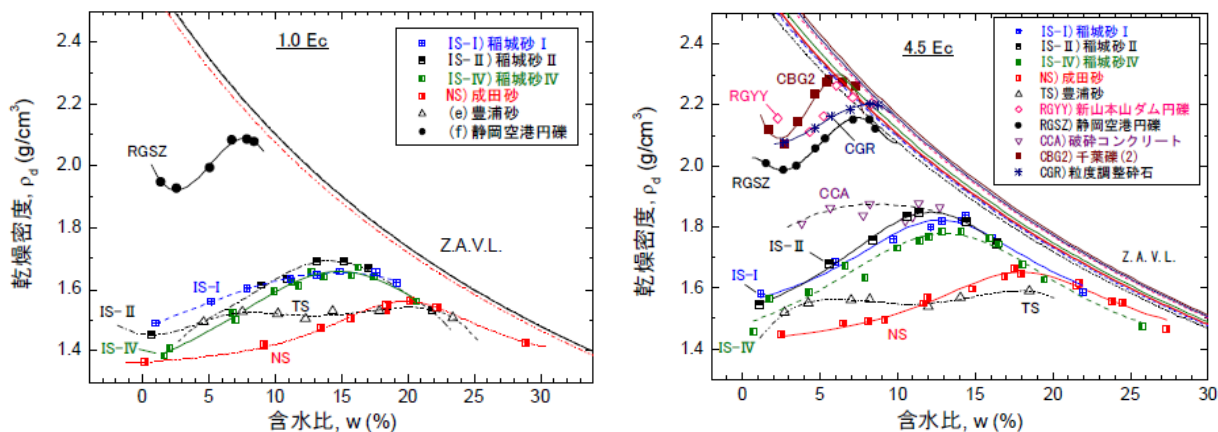 1.0 Ec
IS-I) 稲城砂 I
IS-II) 稲城砂 II
IS-IV) 稲城砂IV
NS) 成田砂
(e) 豊浦砂
(f) 静岡空港円礫
RGSZ
Z.A.V.L.
IS-I
IS-II
TS
IS-IV
NS
2.4
2.2
2.0
1.8
1.6
1.4
乾燥密度, ρd (g/cm³)
0 5 10 15 20 25 30
含水比, w (%)
4.5 Ec
IS-I) 稲城砂 I
IS-II) 稲城砂 II
IS-IV) 稲城砂IV
NS) 成田砂
TS) 豊浦砂
RGYY) 新山本山ダム円礫
RGSZ) 静岡空港円礫
CCA) 破砕コンクリート
CBG2) 千葉礫(2)
CGR) 粒度調整砕石
CBG2
RGYY
RGSZ
CGR
CCA
IS-II
Z.A.V.L.
IS-I
TS
IS-IV
NS
2.4
2.2
2.0
1.8
1.6
1.4
乾燥密度, ρd (g/cm³)
0 5 10 15 20 25 30
含水比, w (%)